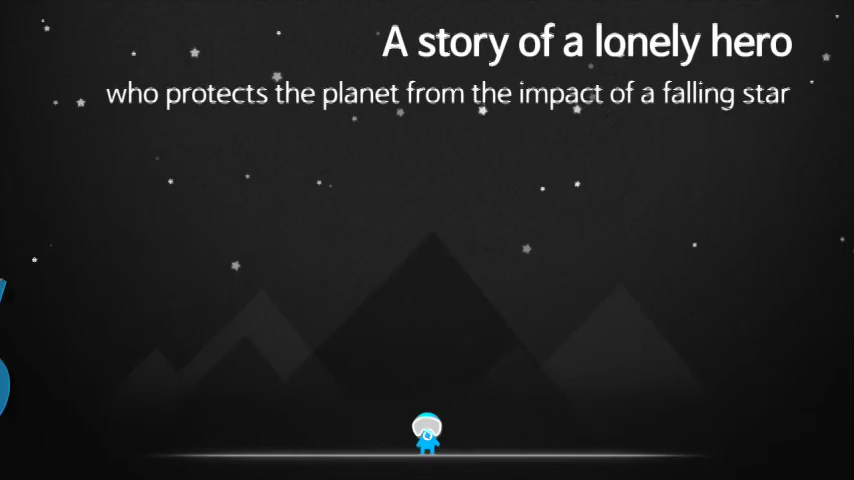 A story of a lonely hero
who protects the planet from the impact of a falling star